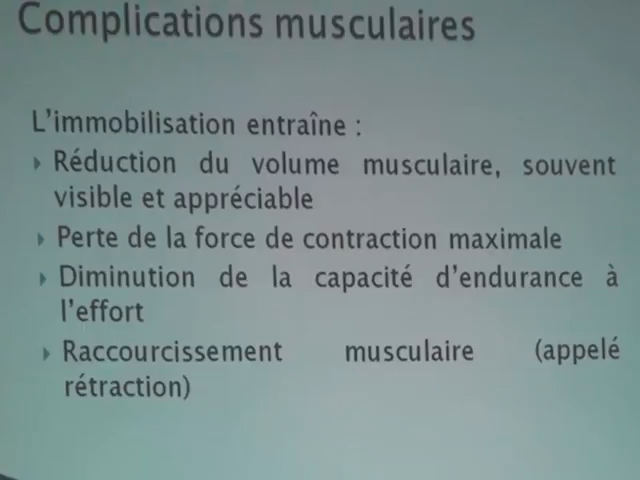 Complications musculaires
L'immobilisation entraîne :
Réduction du volume musculaire, souvent
visible et appréciable
Perte de la force de contraction maximale
Diminution de la capacité d'endurance à
l'effort
Raccourcissement musculaire (appelé
rétraction)